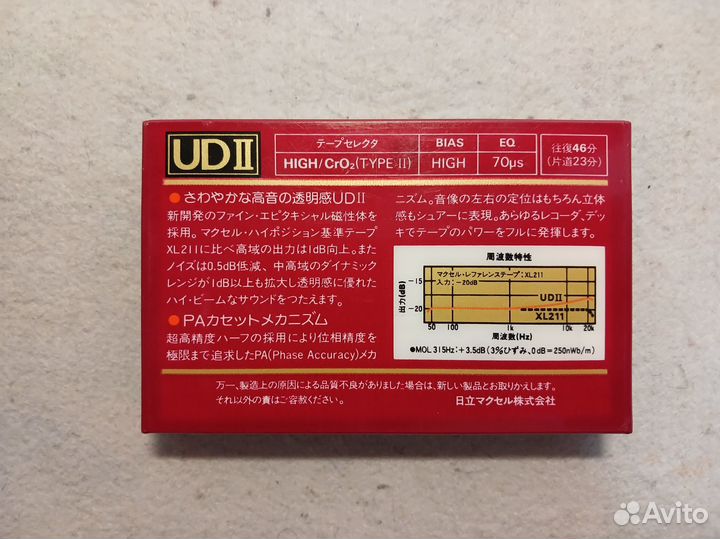 UDII
テープセレクタ
BIAS
EQ
HIGH/CrO₂(TYPE II)
HIGH
70μs
往復46分
(片道23分)
●さわやかな高音の透明感UDII
新開発のファイン・エピタキシャル磁性体を
採用。マクセル・ハイポジション基準テープ
XL211に比べ高域の出力は1dB向上。また
ノイズは0.5dB低減、中高域のダイナミック
レンジが1dB以上も拡大し透明感に優れた
ハイ・ビームなサウンドをつたえます。
●PAカセットメカニズム
超高精度ハーフの採用により位相精度を
極限まで追求したPA(Phase Accuracy)メカ
ニズム。音像の左右の定位はもちろん立体
感もシュアーに表現。あらゆるレコーダ、デッ
キでテープのパワーをフルに発揮します。
周波数特性
マクセル・レファレンステープ:XL211
入力:-20dB
出力(dB)
-15
-20
UDII
XL211
50
100
1k
10k
20k
周波数(Hz)
●MOL315Hz:+3.5dB(3%ひずみ、0dB=250nWb/m)
万一、製造上の原因による品質不良がありました場合は、新しい製品とお取りかえします。
それ以外の責はご容赦ください。
日立マクセル株式会社
Avito